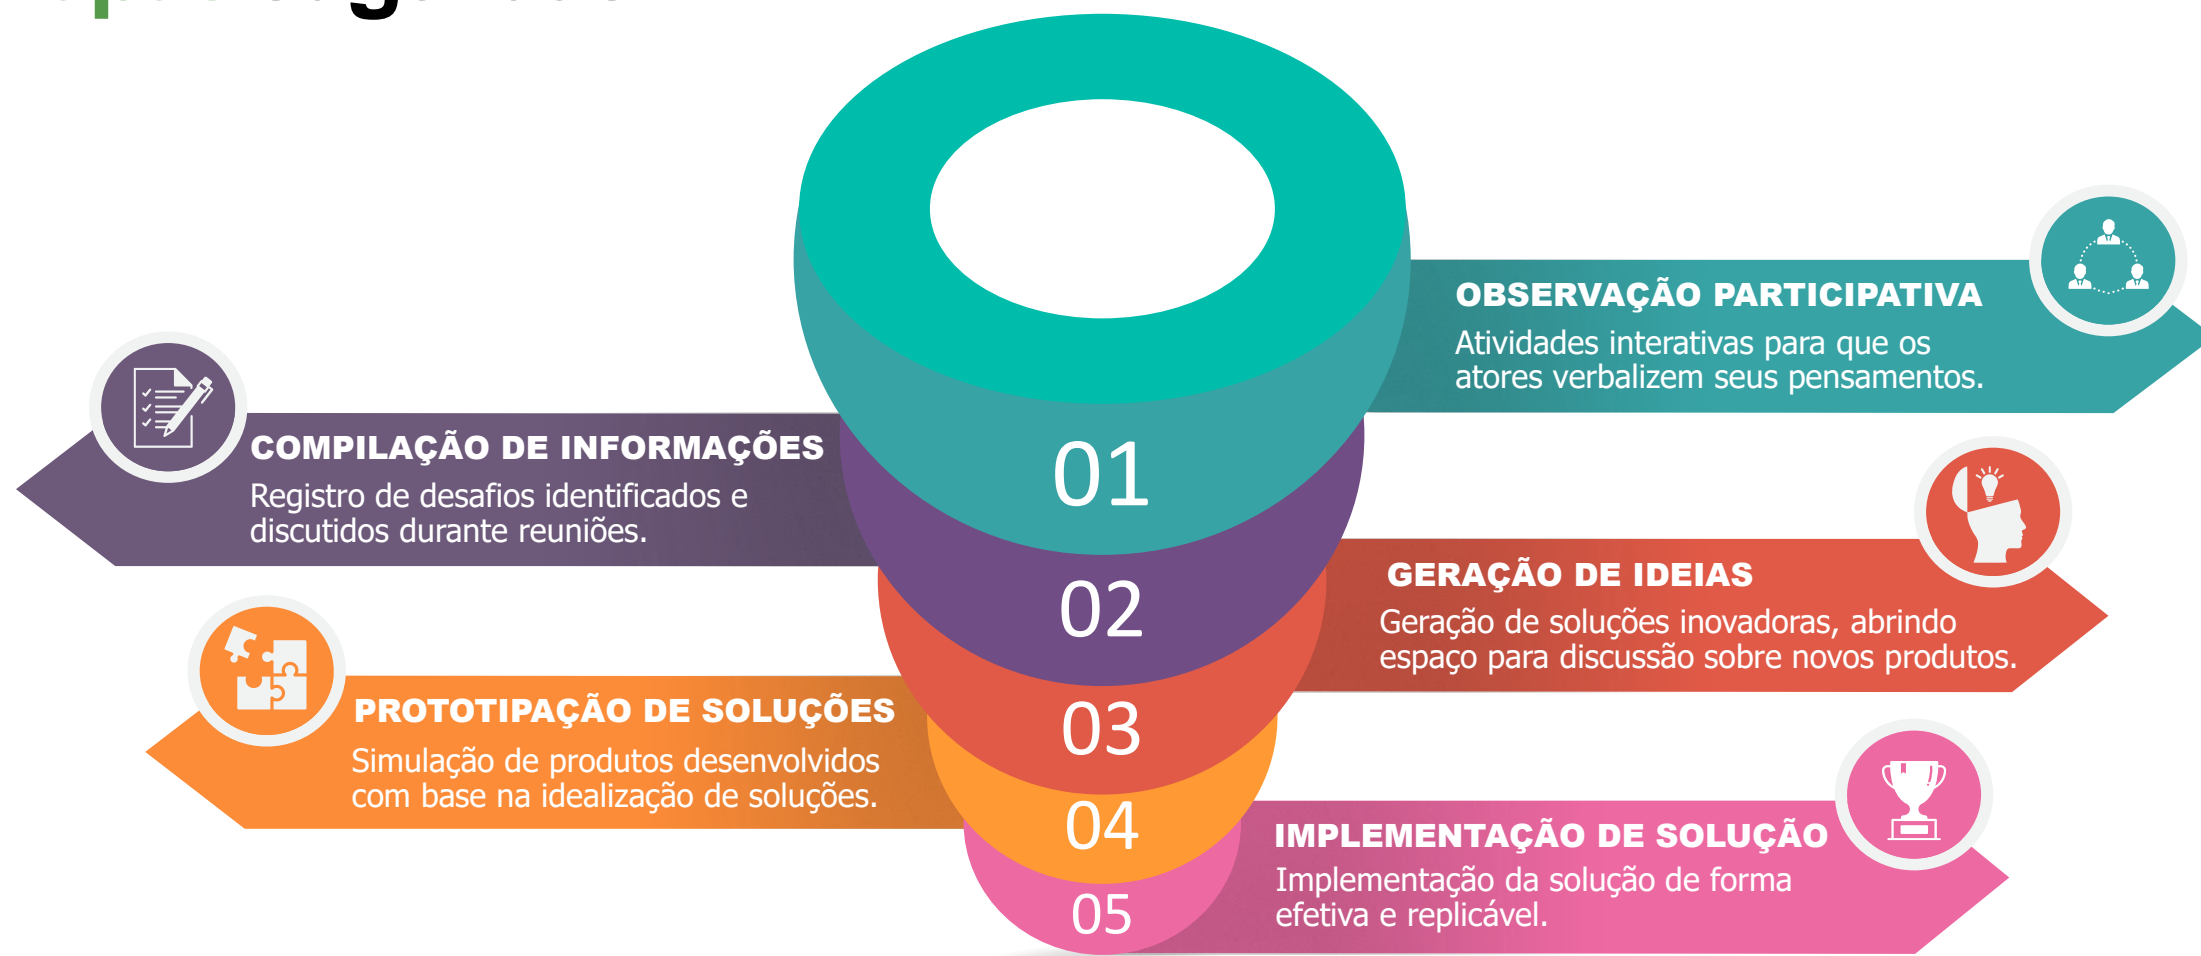 01
OBSERVAÇÃO PARTICIPATIVA
Atividades interativas para que os
atores verbalizem seus pensamentos.
02
COMPILAÇÃO DE INFORMAÇÕES
Registro de desafios identificados e
discutidos durante reuniões.
03
GERAÇÃO DE IDEIAS
Geração de soluções inovadoras, abrindo
espaço para discussão sobre novos produtos.
04
PROTOTIPAÇÃO DE SOLUÇÕES
Simulação de produtos desenvolvidos
com base na idealização de soluções.
05
IMPLEMENTAÇÃO DE SOLUÇÃO
Implementação da solução de forma
efetiva e replicável.